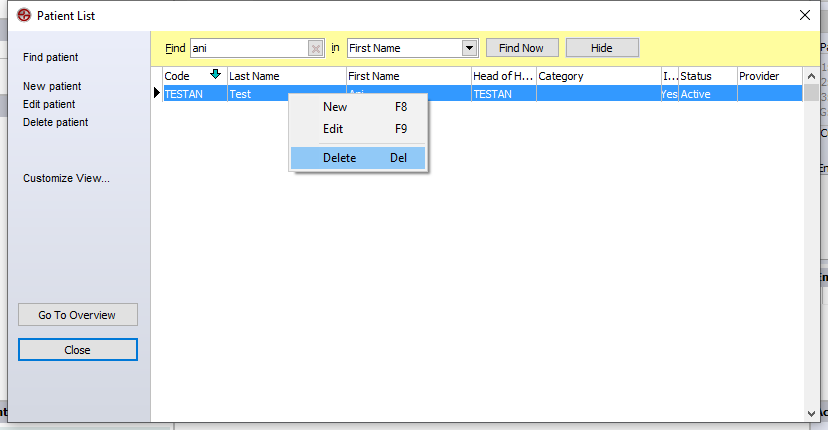 Patient List
Find patient
New patient
Edit patient
Delete patient
Customize View...
Go To Overview
Close
Find ani in First Name Find Now Hide
Code Last Name First Name Head of H... Category I... Status Provider
TESTAN Test Ani TESTAN Yes Active
New F8
Edit F9
Delete Del